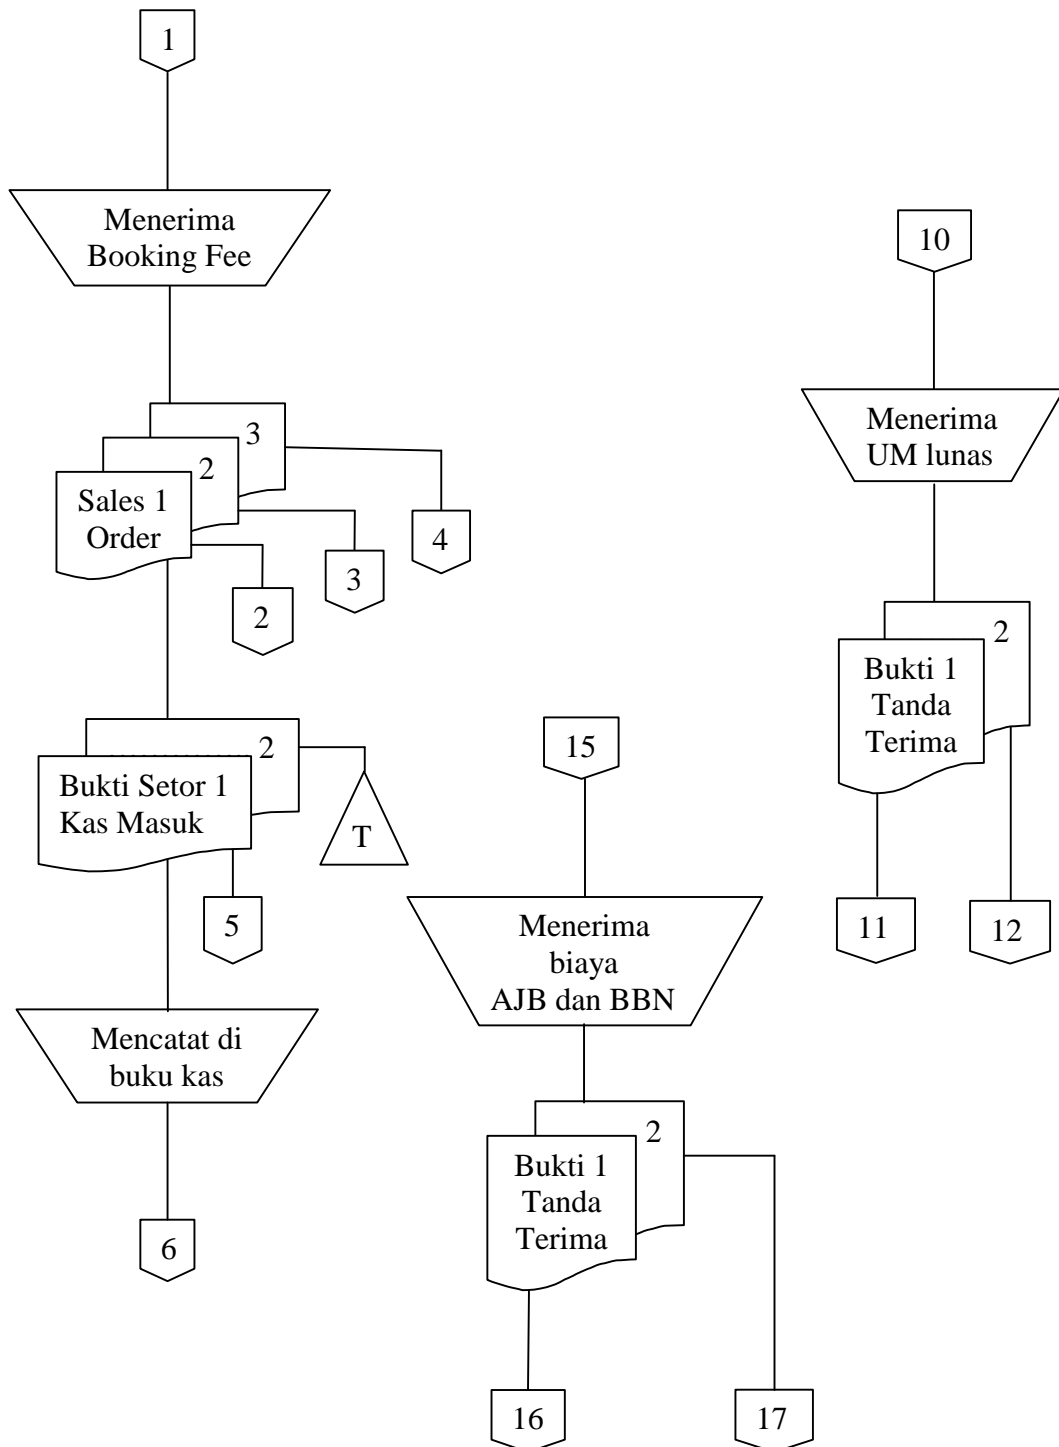 1
Menerima
Booking Fee
3
2
Sales 1
Order
4
3
2
2
Bukti Setor 1
Kas Masuk
T
5
Mencatat di
buku kas
6
15
Menerima
biaya
AJB dan BBN
2
Bukti 1
Tanda
Terima
16
17
10
Menerima
UM lunas
2
Bukti 1
Tanda
Terima
11
12